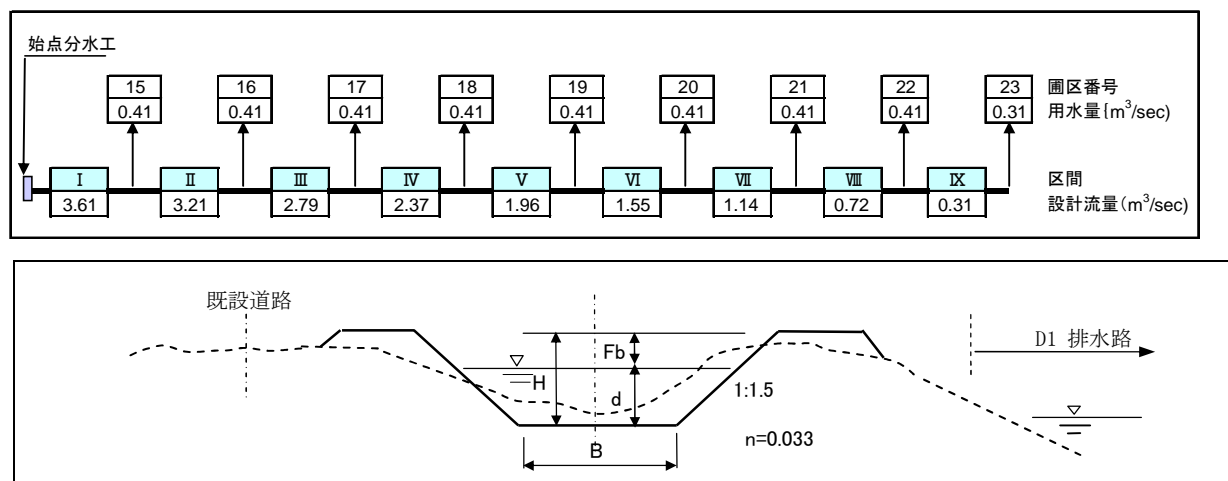 始点分水工
15 16 17 18 19 20 21 22 23 圃区番号
0.41 0.41 0.41 0.41 0.41 0.41 0.41 0.41 0.31 用水量{m³/sec)
Ⅰ Ⅱ Ⅲ Ⅳ Ⅴ Ⅵ Ⅶ Ⅷ Ⅸ 区間
3.61 3.21 2.79 2.37 1.96 1.55 1.14 0.72 0.31 設計流量(m³/sec)
既設道路
D1 排水路
Fb
H
d
1:1.5
n=0.033
B